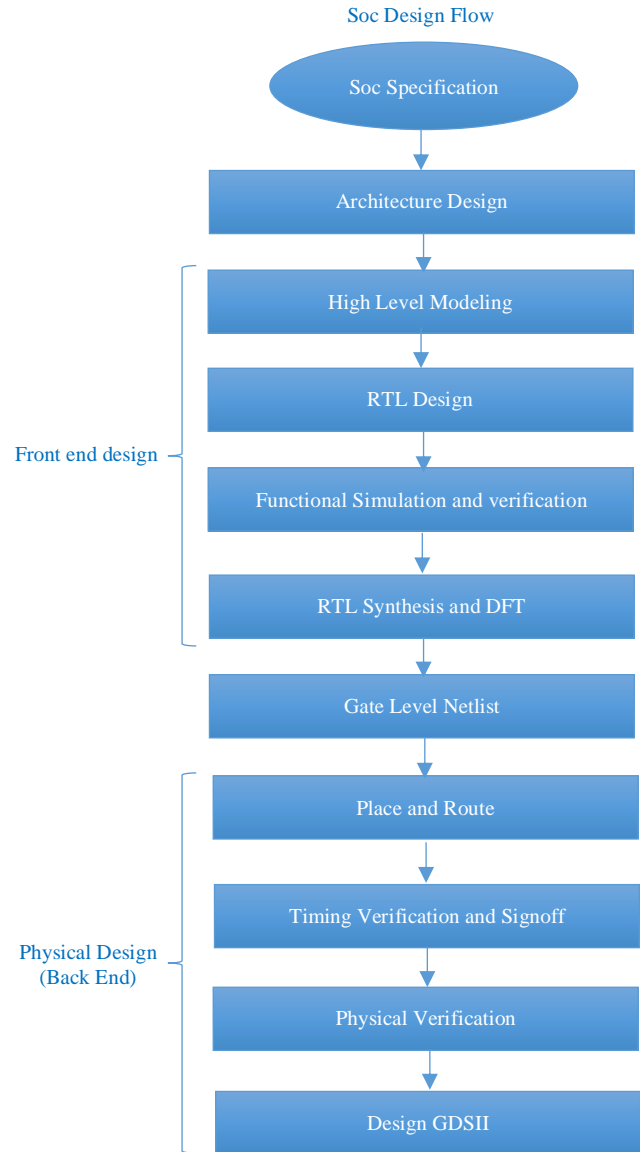 Soc Design Flow
Soc Specification
Architecture Design
High Level Modeling
RTL Design
Front end design
Functional Simulation and verification
RTL Synthesis and DFT
Gate Level Netlist
Place and Route
Timing Verification and Signoff
Physical Design
(Back End)
Physical Verification
Design GDSII